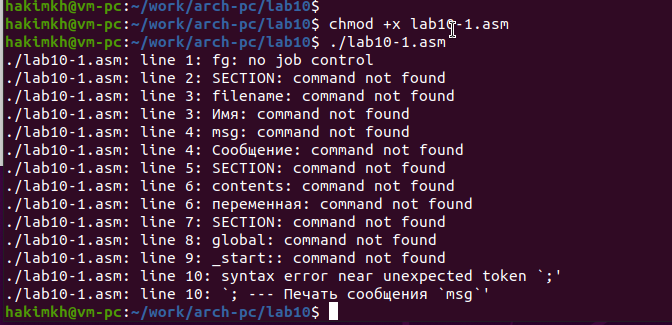 hakimkh@vm-pc:~/work/arch-pc/lab10$
hakimkh@vm-pc:~/work/arch-pc/lab10$ chmod +x lab10-1.asm
hakimkh@vm-pc:~/work/arch-pc/lab10$ ./lab10-1.asm
./lab10-1.asm: line 1: fg: no job control
./lab10-1.asm: line 2: SECTION: command not found
./lab10-1.asm: line 3: filename: command not found
./lab10-1.asm: line 3: Имя: command not found
./lab10-1.asm: line 4: msg: command not found
./lab10-1.asm: line 4: Сообщение: command not found
./lab10-1.asm: line 5: SECTION: command not found
./lab10-1.asm: line 6: contents: command not found
./lab10-1.asm: line 6: переменная: command not found
./lab10-1.asm: line 7: SECTION: command not found
./lab10-1.asm: line 8: global: command not found
./lab10-1.asm: line 9: _start:: command not found
./lab10-1.asm: line 10: syntax error near unexpected token `;'
./lab10-1.asm: line 10: `; --- Печать сообщения `msg`'
hakimkh@vm-pc:~/work/arch-pc/lab10$